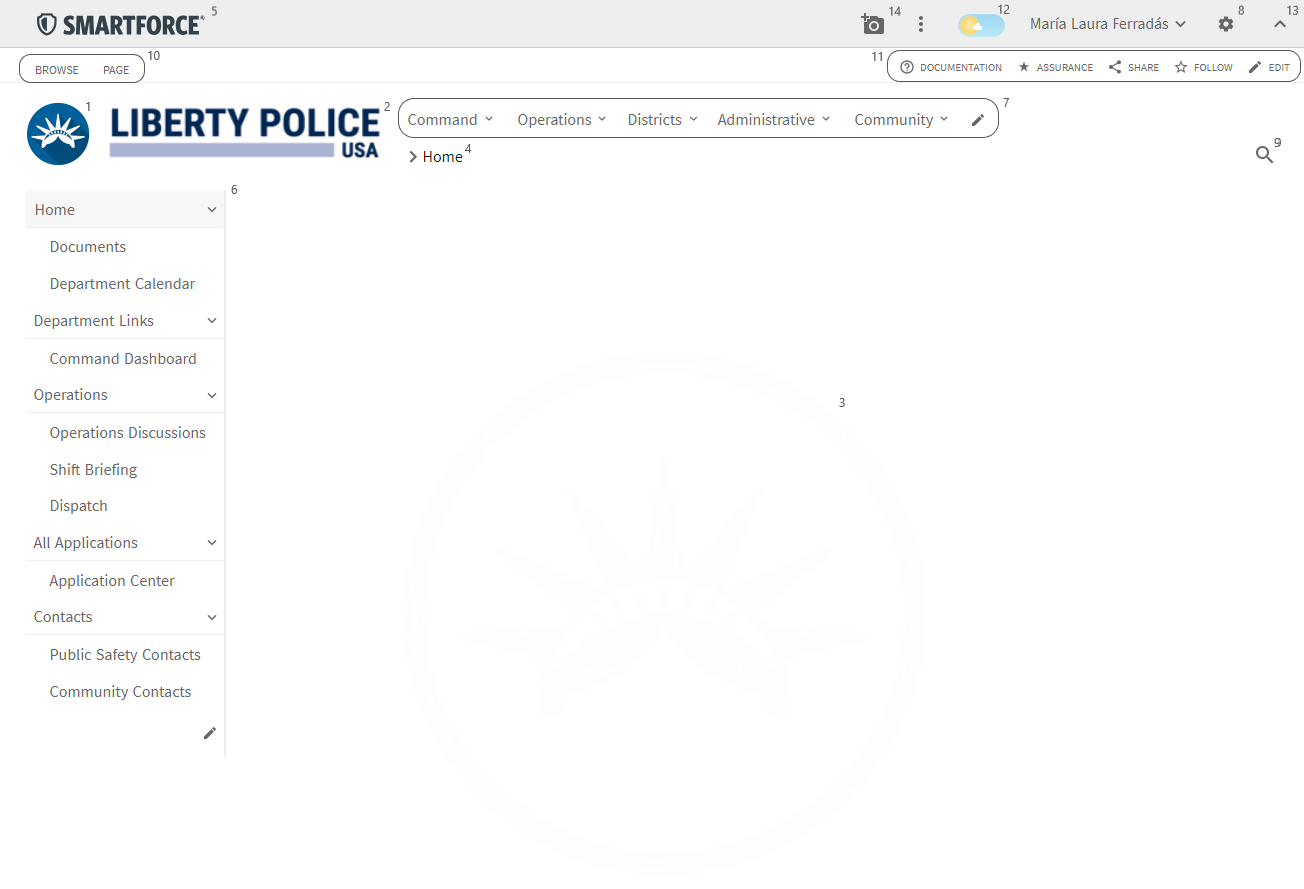 SMARTFORCE 5
14
12
María Laura Ferradás
8
13
BROWSE PAGE 10
11 DOCUMENTATION ASSURANCE SHARE FOLLOW EDIT
1
LIBERTY POLICE 2
USA
Command Operations Districts Administrative Community 7
Home 4
9
6
Home
Documents
Department Calendar
Department Links
Command Dashboard
3
Operations
Operations Discussions
Shift Briefing
Dispatch
All Applications
Application Center
Contacts
Public Safety Contacts
Community Contacts